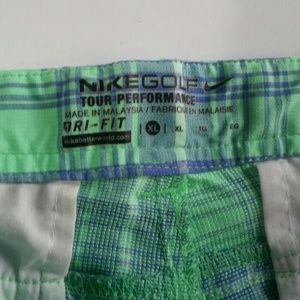 NIKEGOLF
TOUR PERFORMANCE
MADE IN MALAYSIA / FABRIQUÉ EN MALAISIE
DRI-FIT XL XL TG EG
nikebetterworld.com